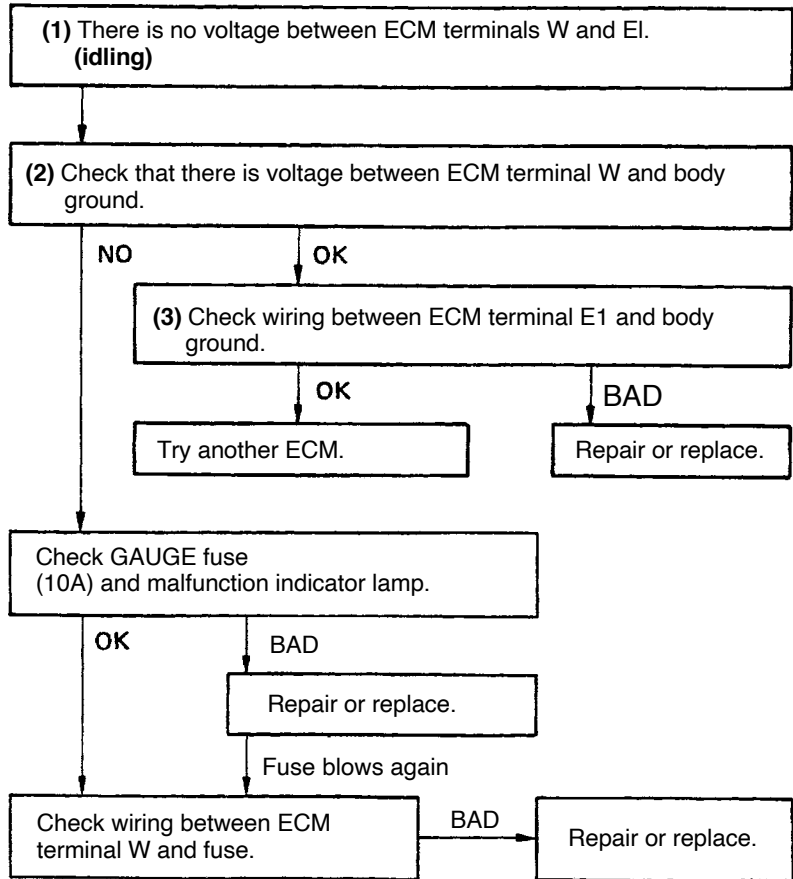 (1) There is no voltage between ECM terminals W and El.
(idling)
(2) Check that there is voltage between ECM terminal W and body
ground.
NO
OK
(3) Check wiring between ECM terminal E1 and body
ground.
OK
BAD
Try another ECM.
Repair or replace.
Check GAUGE fuse
(10A) and malfunction indicator lamp.
OK
BAD
Repair or replace.
Fuse blows again
Check wiring between ECM
terminal W and fuse.
BAD
Repair or replace.